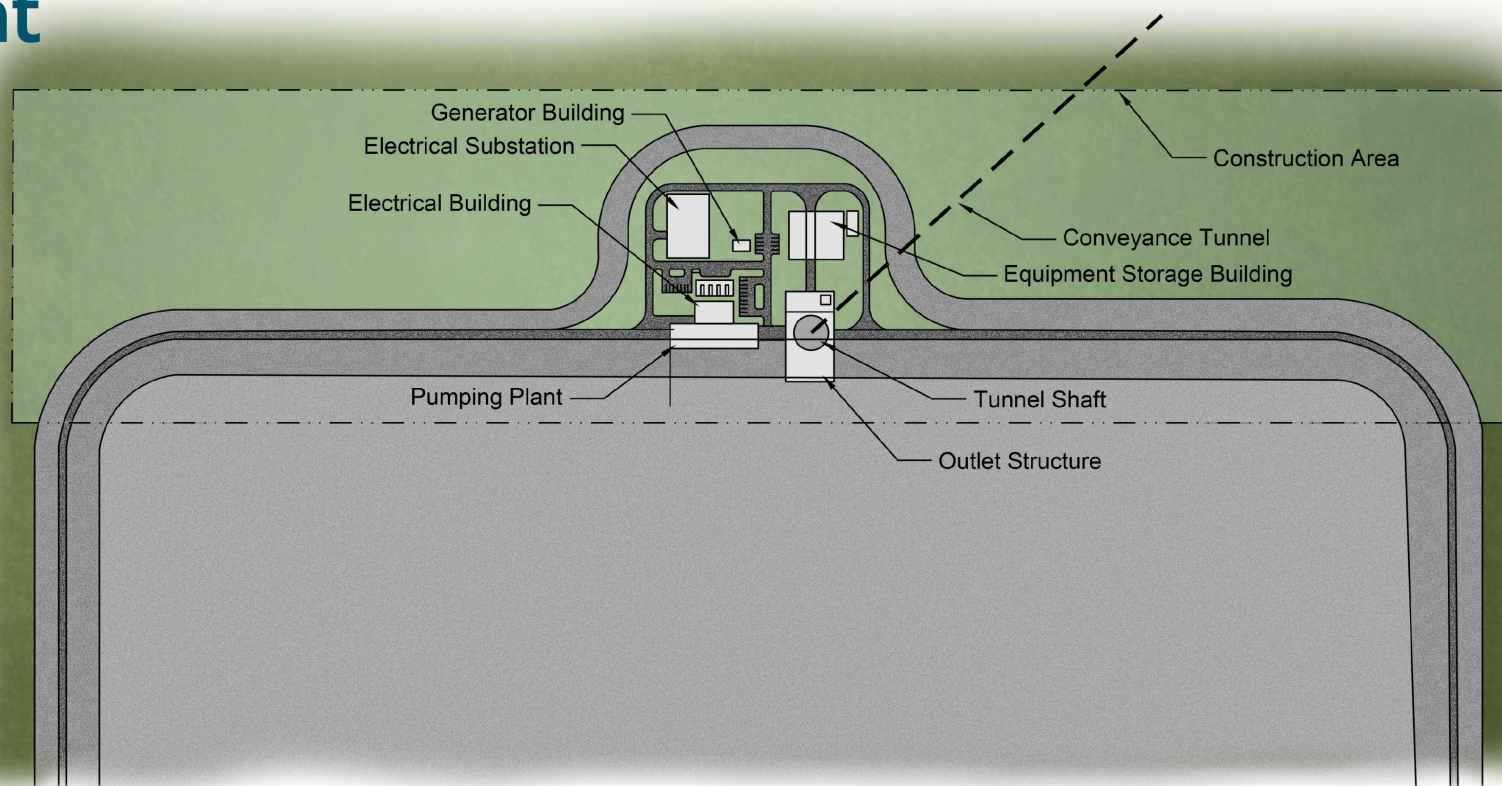 Generator Building
Electrical Substation
Construction Area
Electrical Building
Conveyance Tunnel
Equipment Storage Building
Pumping Plant
Tunnel Shaft
Outlet Structure